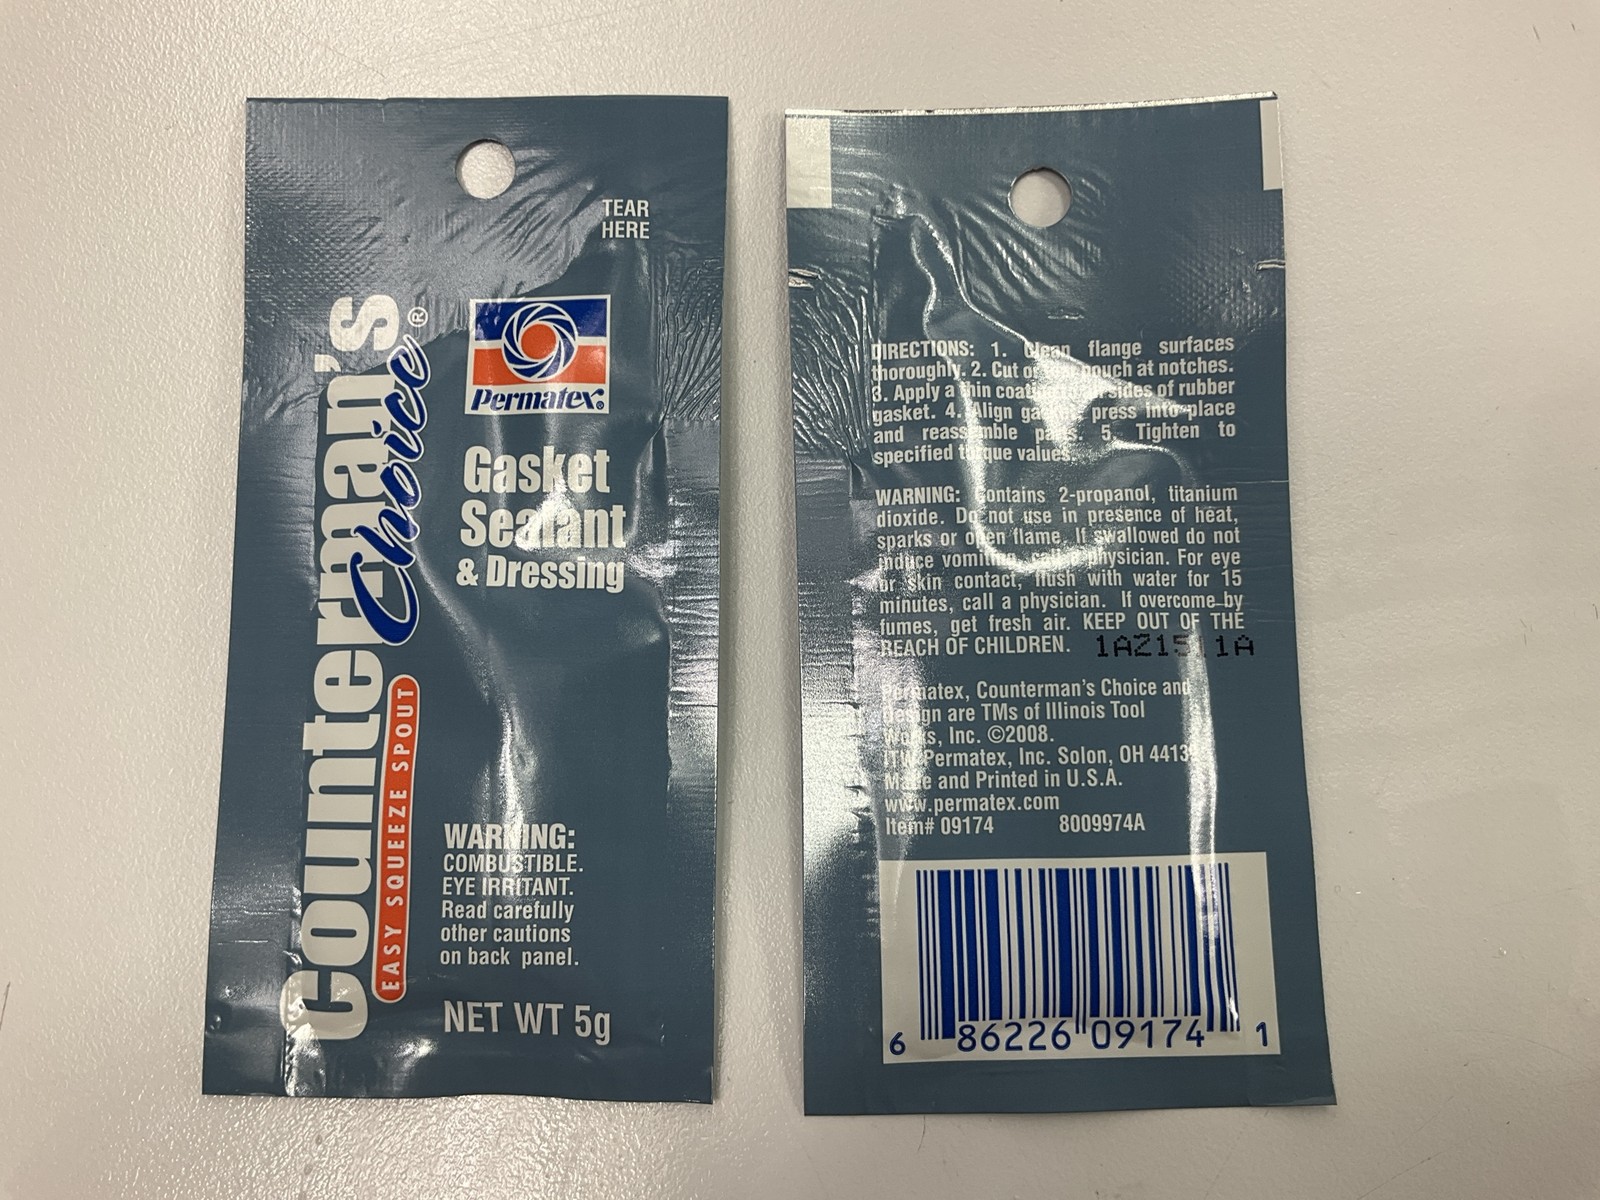 TEAR
HERE
Counterman's
Choice®
EASY SQUEEZE SPOUT
Permatex®
Gasket
Sealant
& Dressing
WARNING:
COMBUSTIBLE.
EYE IRRITANT.
Read carefully
other cautions
on back panel.
NET WT 5g
DIRECTIONS: 1. Clean flange surfaces
thoroughly. 2. Cut pouch at notches.
3. Apply a thin sides of rubber
gasket. 4. Align gasket, press into place
and reassemble parts. 5. Tighten to
specified torque values.
WARNING: Contains 2-propanol, titanium
dioxide. Do not use in presence of heat,
sparks or open flame. If swallowed do not
induce vomiting, call a physician. For eye
or skin contact, flush with water for 15
minutes, call a physician. If overcome by
fumes, get fresh air. KEEP OUT OF THE
REACH OF CHILDREN.
Permatex, Counterman's Choice and
Design are TMs of Illinois Tool
Works, Inc. ©2008.
ITW Permatex, Inc. Solon, OH
Made and Printed in U.S.A.
www.permatex.com
Item# 09174 8009974A
6 86226 09174 1